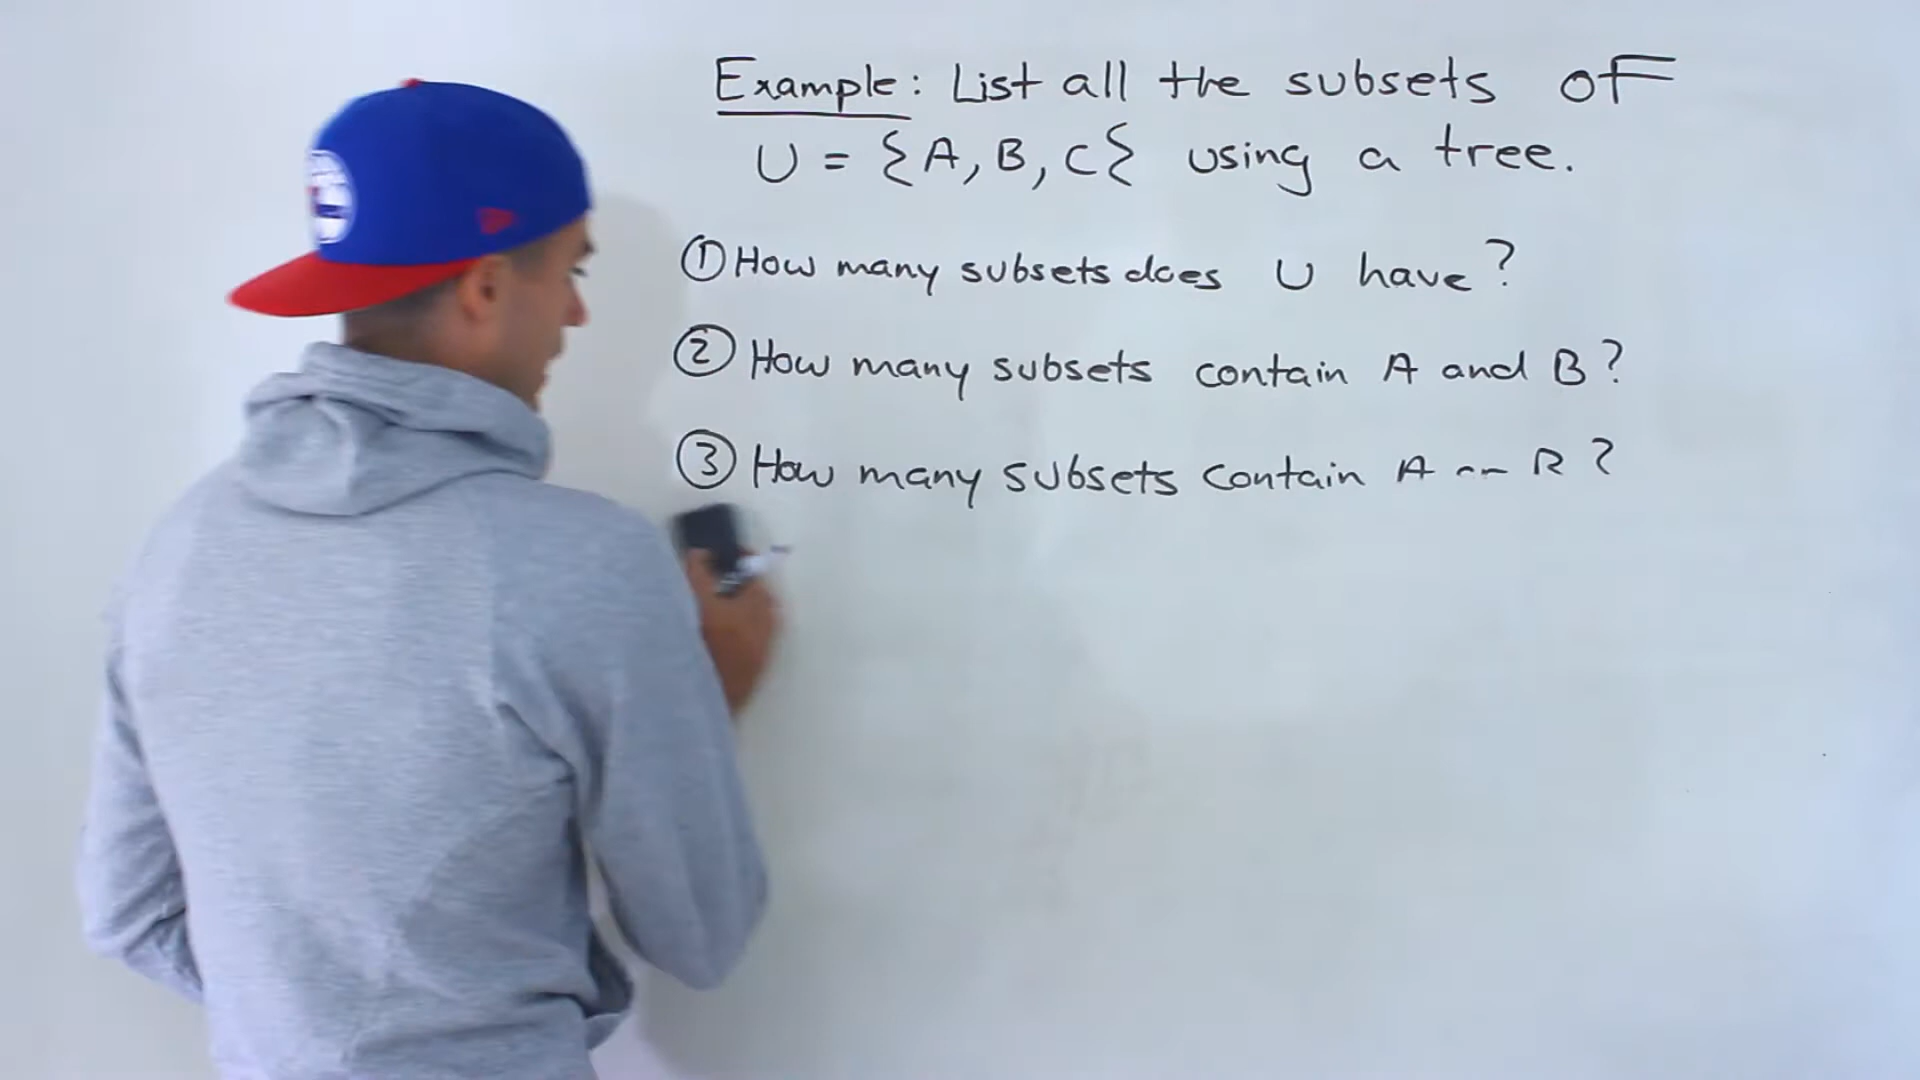 Example: List all the subsets of
U = {A, B, C} using a tree.
① How many subsets does U have?
② How many subsets contain A and B?
③ How many subsets contain A ?